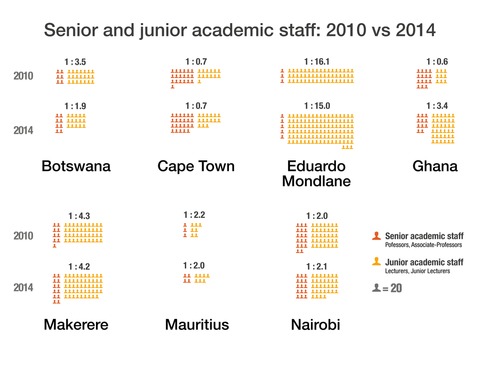 Senior and junior academic staff: 2010 vs 2014
1 : 3.5
1 : 0.7
1 : 16.1
1 : 0.6
2010
1 : 1.9
1 : 0.7
1 : 15.0
1 : 3.4
2014
Botswana
Cape Town
Eduardo
Mondlane
Ghana
1 : 4.3
1 : 2.2
1 : 2.0
2010
Senior academic staff
Pofessors, Associate-Professors
1 : 4.2
1 : 2.0
1 : 2.1
Junior academic staff
Lecturers, Junior Lecturers
2014
= 20
Makerere
Mauritius
Nairobi